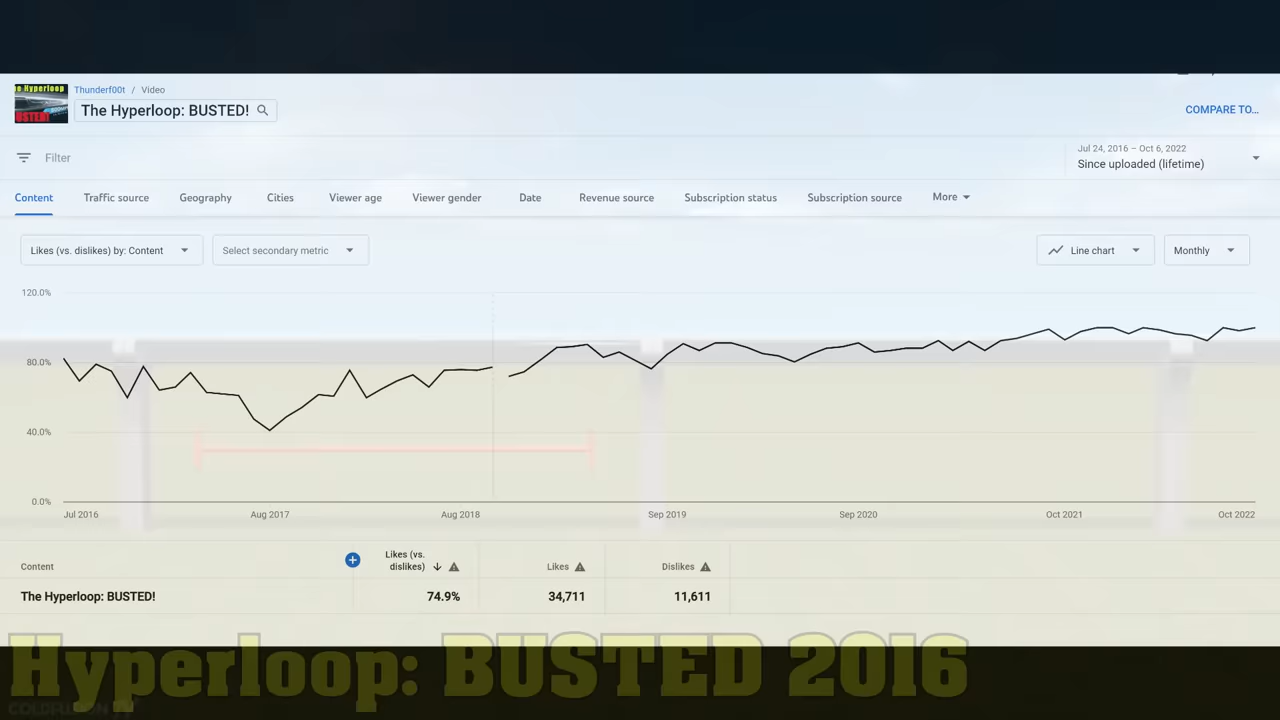 he Hyperloop
BUSTED!
Thunderf00t / Video
The Hyperloop: BUSTED!
COMPARE TO...
Filter
Jul 24, 2016 – Oct 6, 2022
Since uploaded (lifetime)
Content Traffic source Geography Cities Viewer age Viewer gender Date Revenue source Subscription status Subscription source More
Likes (vs. dislikes) by: Content Select secondary metric Line chart Monthly
120.0%
80.0%
40.0%
0.0%
Jul 2016 Aug 2017 Aug 2018 Sep 2019 Sep 2020 Oct 2021 Oct 2022
Content Likes (vs. dislikes) Likes Dislikes
The Hyperloop: BUSTED! 74.9% 34,711 11,611
Hyperloop: BUSTED 2016
COLDFUSION TV